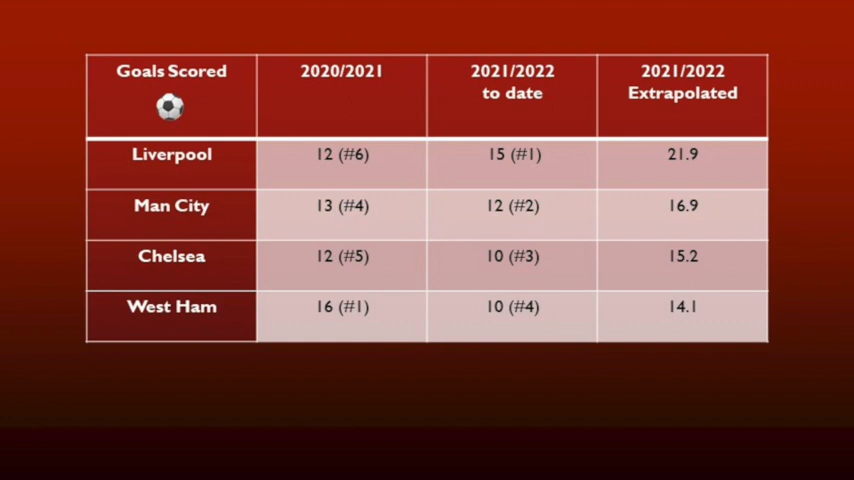 Goals Scored 2020/2021 2021/2022 to date 2021/2022 Extrapolated
Liverpool 12 (#6) 15 (#1) 21.9
Man City 13 (#4) 12 (#2) 16.9
Chelsea 12 (#5) 10 (#3) 15.2
West Ham 16 (#1) 10 (#4) 14.1